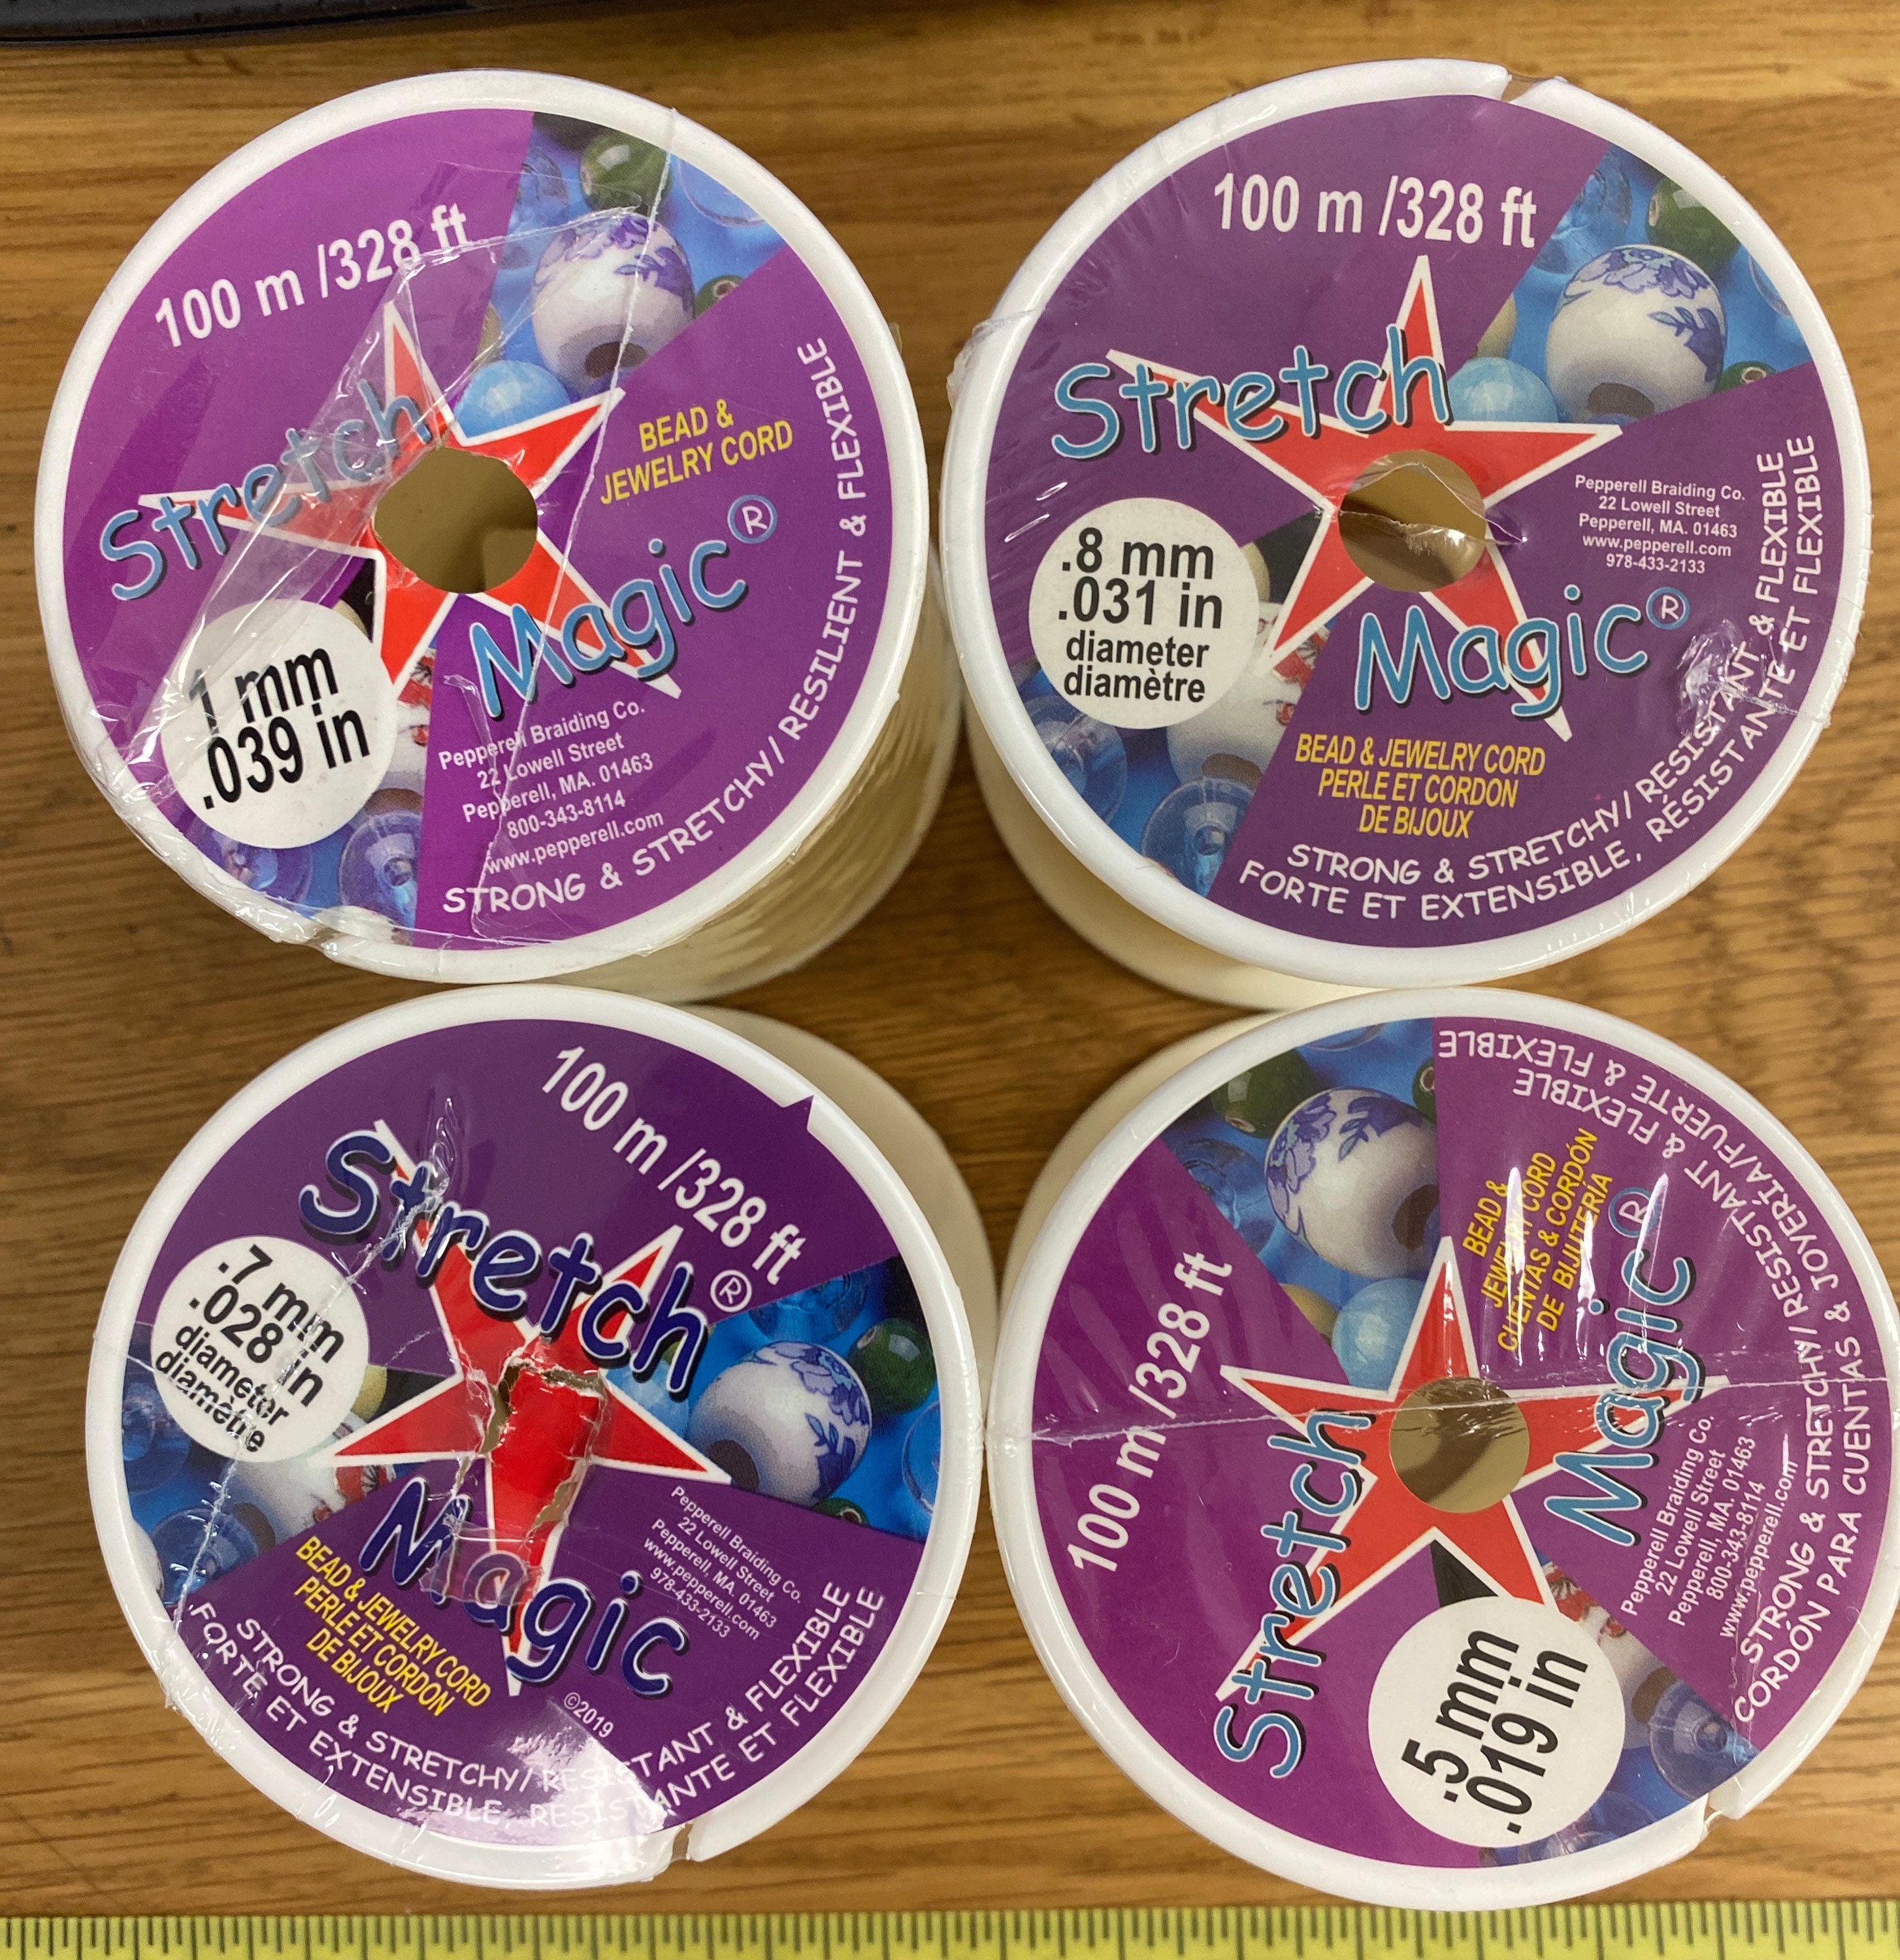 100 m /328 ft
Stretch
Magic®
BEAD &
JEWELRY CORD
1 mm
.039 in
Pepperell Braiding Co.
22 Lowell Street
Pepperell, MA. 01463
800-343-8114
www.pepperell.com
STRONG & STRETCHY/ RESILIENT & FLEXIBLE
100 m /328 ft
Stretch
Magic®
.8 mm
.031 in
diameter
diamètre
Pepperell Braiding Co.
22 Lowell Street
Pepperell, MA. 01463
www.pepperell.com
978-433-2133
BEAD & JEWELRY CORD
PERLE ET CORDON
DE BIJOUX
STRONG & STRETCHY/ RÉSISTANT & FLEXIBLE
FORTE ET EXTENSIBLE, RÉSISTANTE ET FLEXIBLE
100 m /328 ft
Stretch®
Magic
.7 mm
.028 in
diameter
diamètre
Pepperell Braiding Co.
22 Lowell Street
Pepperell, MA. 01463
www.pepperell.com
978-433-2133
BEAD & JEWELRY CORD
PERLE ET CORDON
DE BIJOUX
©2019
STRONG & STRETCHY/ RESISTANT & FLEXIBLE
FORTE ET EXTENSIBLE, RESISTANTE ET FLEXIBLE
100 m /328 ft
Stretch
Magic®
BEAD &
JEWELRY CORD
CUENTAS & CORDÓN
DE BIJUTERÍA
.5 mm
.019 in
Pepperell Braiding Co.
22 Lowell Street
Pepperell, MA. 01463
800-343-8114
www.pepperell.com
STRONG & STRETCHY/ RESISTANT & FLEXIBLE
CORDÓN PARA CUENTAS & JOYERÍA/FUERTE & FLEXIBLE